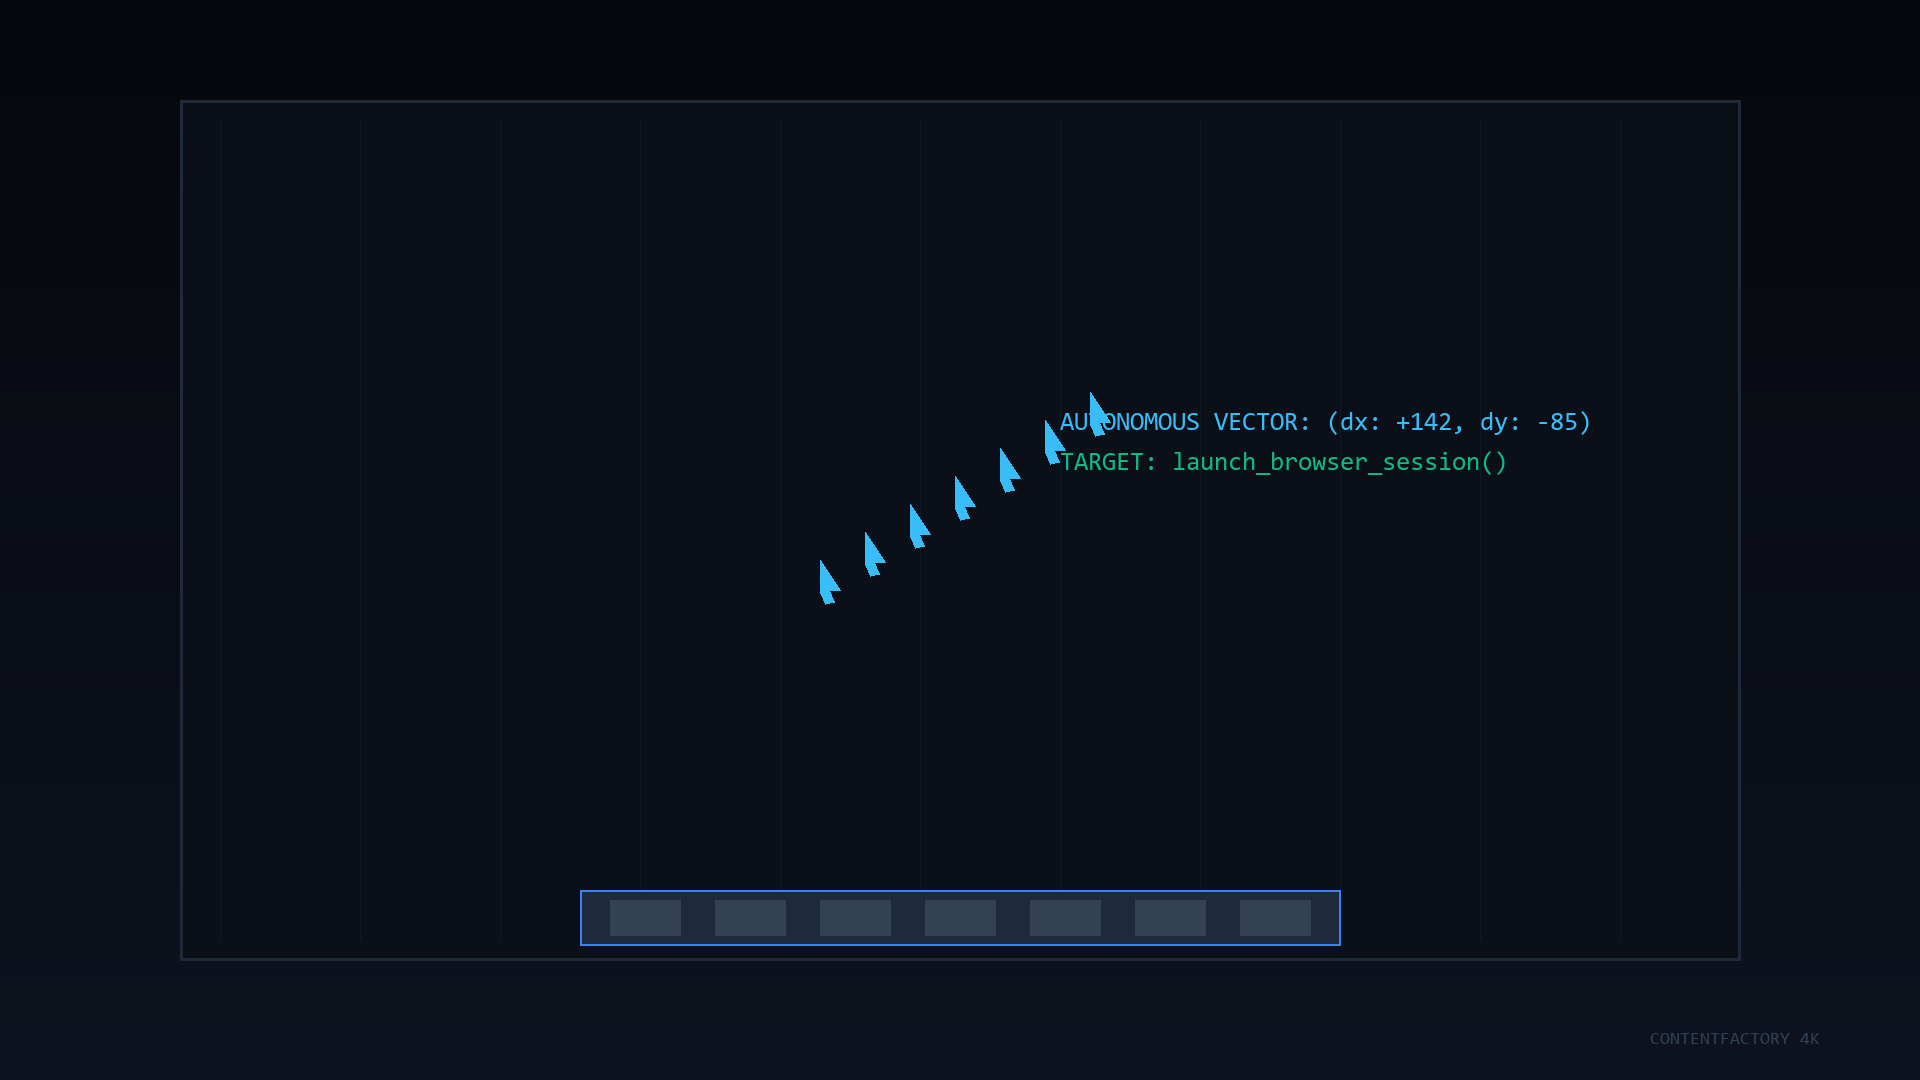 AUTONOMOUS VECTOR: (dx: +142, dy: -85)
TARGET: launch_browser_session()
CONTENTFACTORY 4K